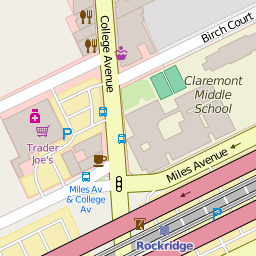 College Avenue
Birch Court
Claremont
Middle
School
Trader
Joe's
P
Miles Avenue
Miles Av
& College
Av
P
Rockridge